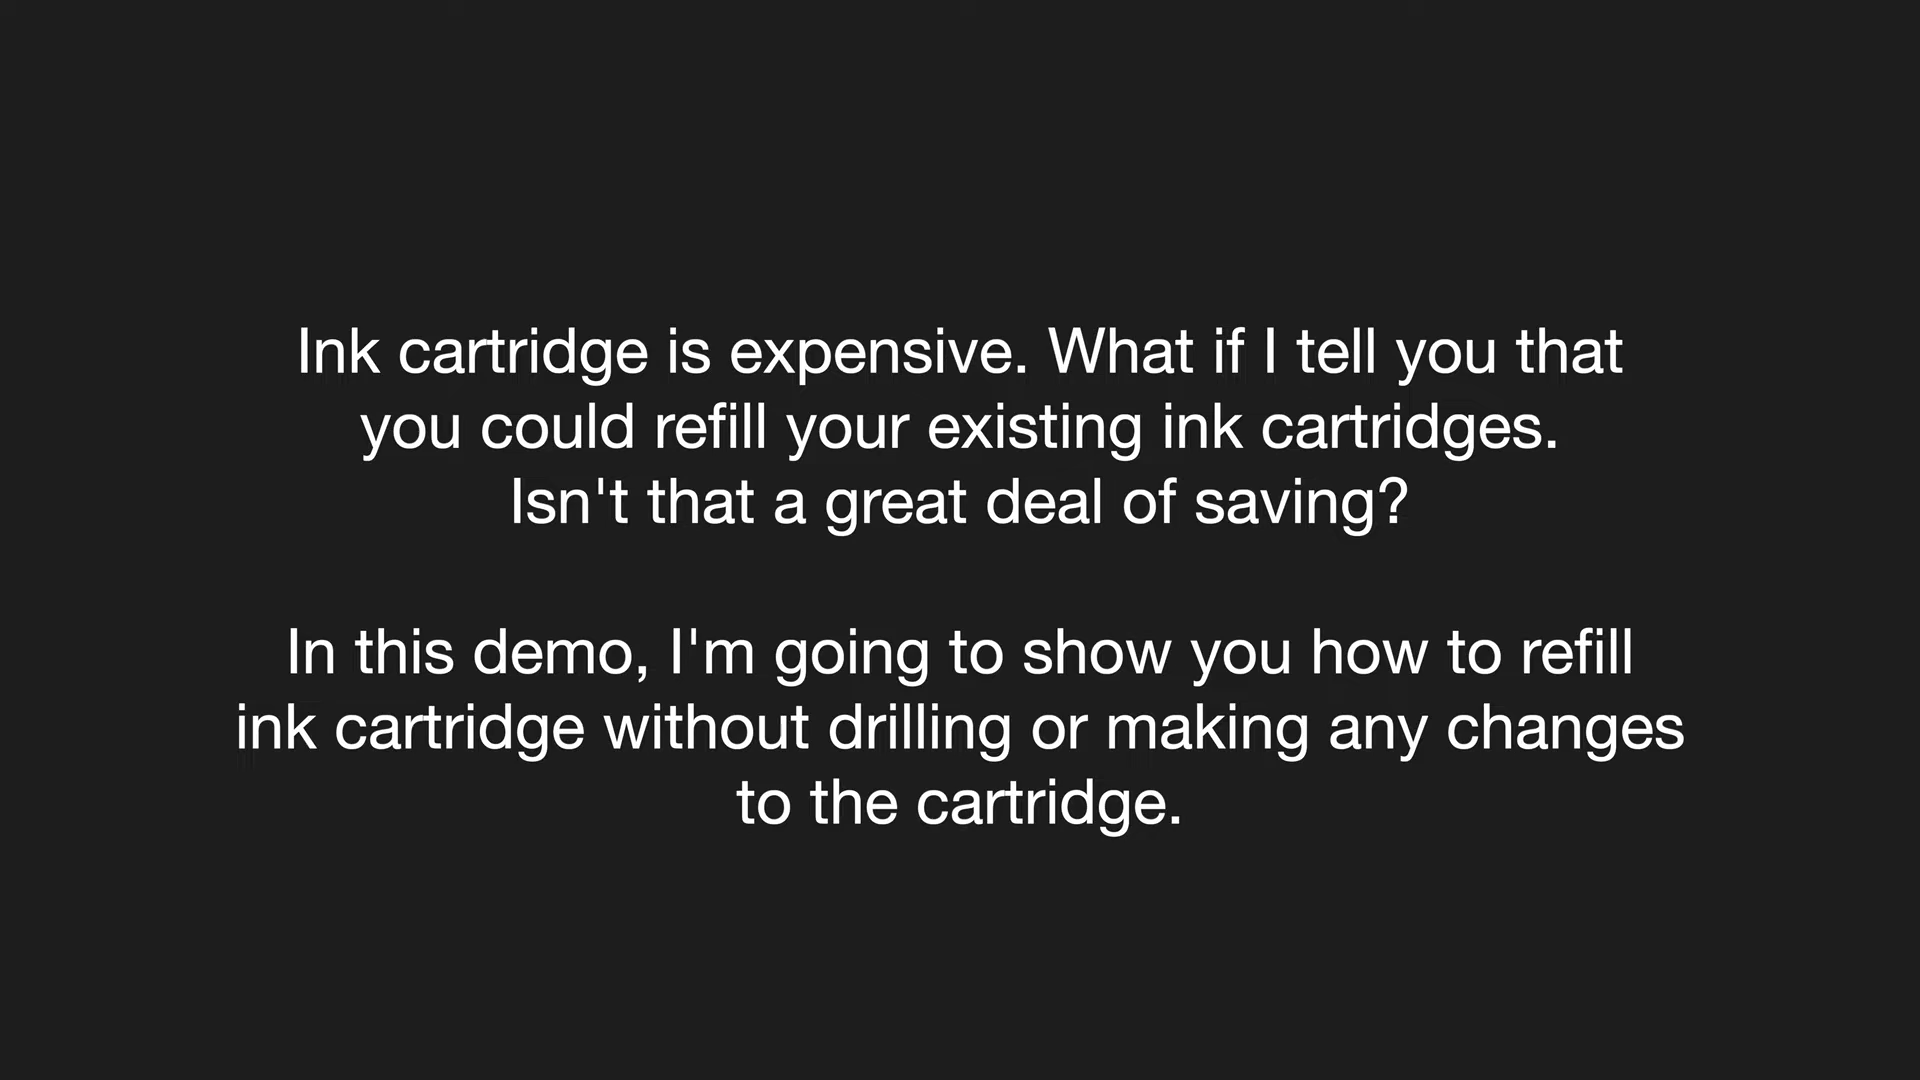 Ink cartridge is expensive. What if I tell you that
you could refill your existing ink cartridges.
Isn't that a great deal of saving?
In this demo, I'm going to show you how to refill
ink cartridge without drilling or making any changes
to the cartridge.